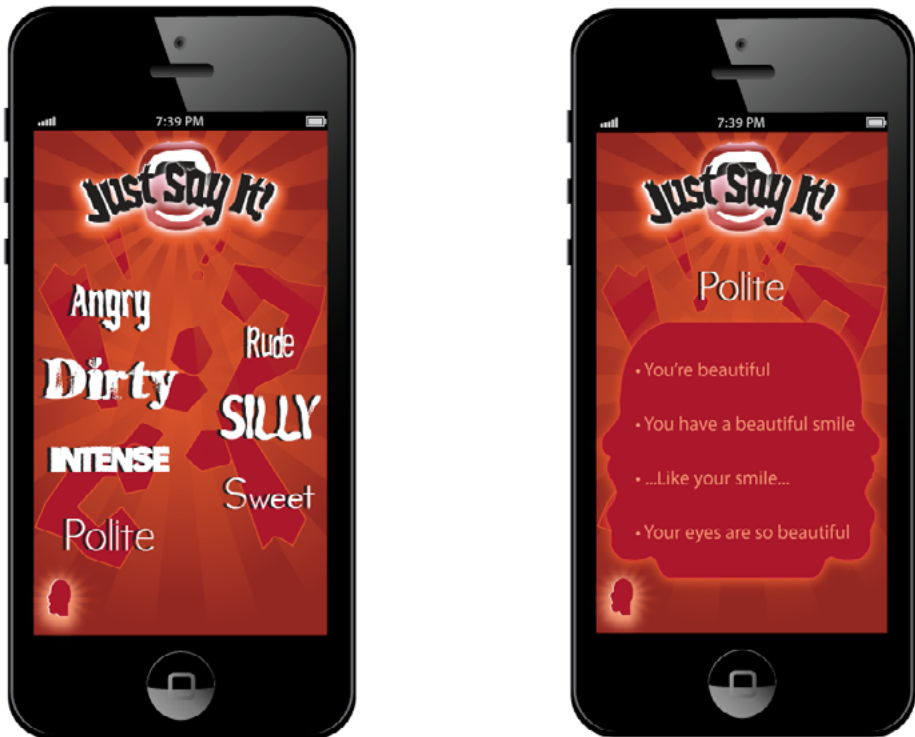 7:39 PM
Just Say It!
Angry
Rude
Dirty
SILLY
INTENSE
Sweet
Polite
7:39 PM
Just Say It!
Polite
• You're beautiful
• You have a beautiful smile
• ...Like your smile...
• Your eyes are so beautiful